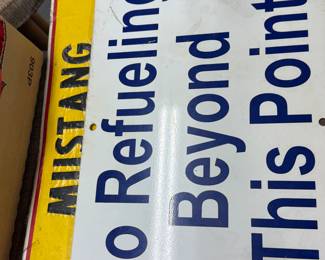 MUSTANG
o Refueling
Beyond
This Point